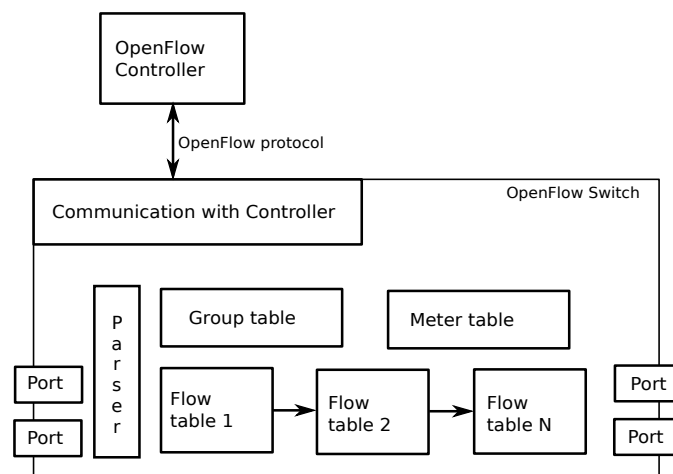 OpenFlow
Controller
OpenFlow protocol
OpenFlow Switch
Communication with Controller
Parser
Group table
Meter table
Port
Port
Flow
table 1
Flow
table 2
Flow
table N
Port
Port